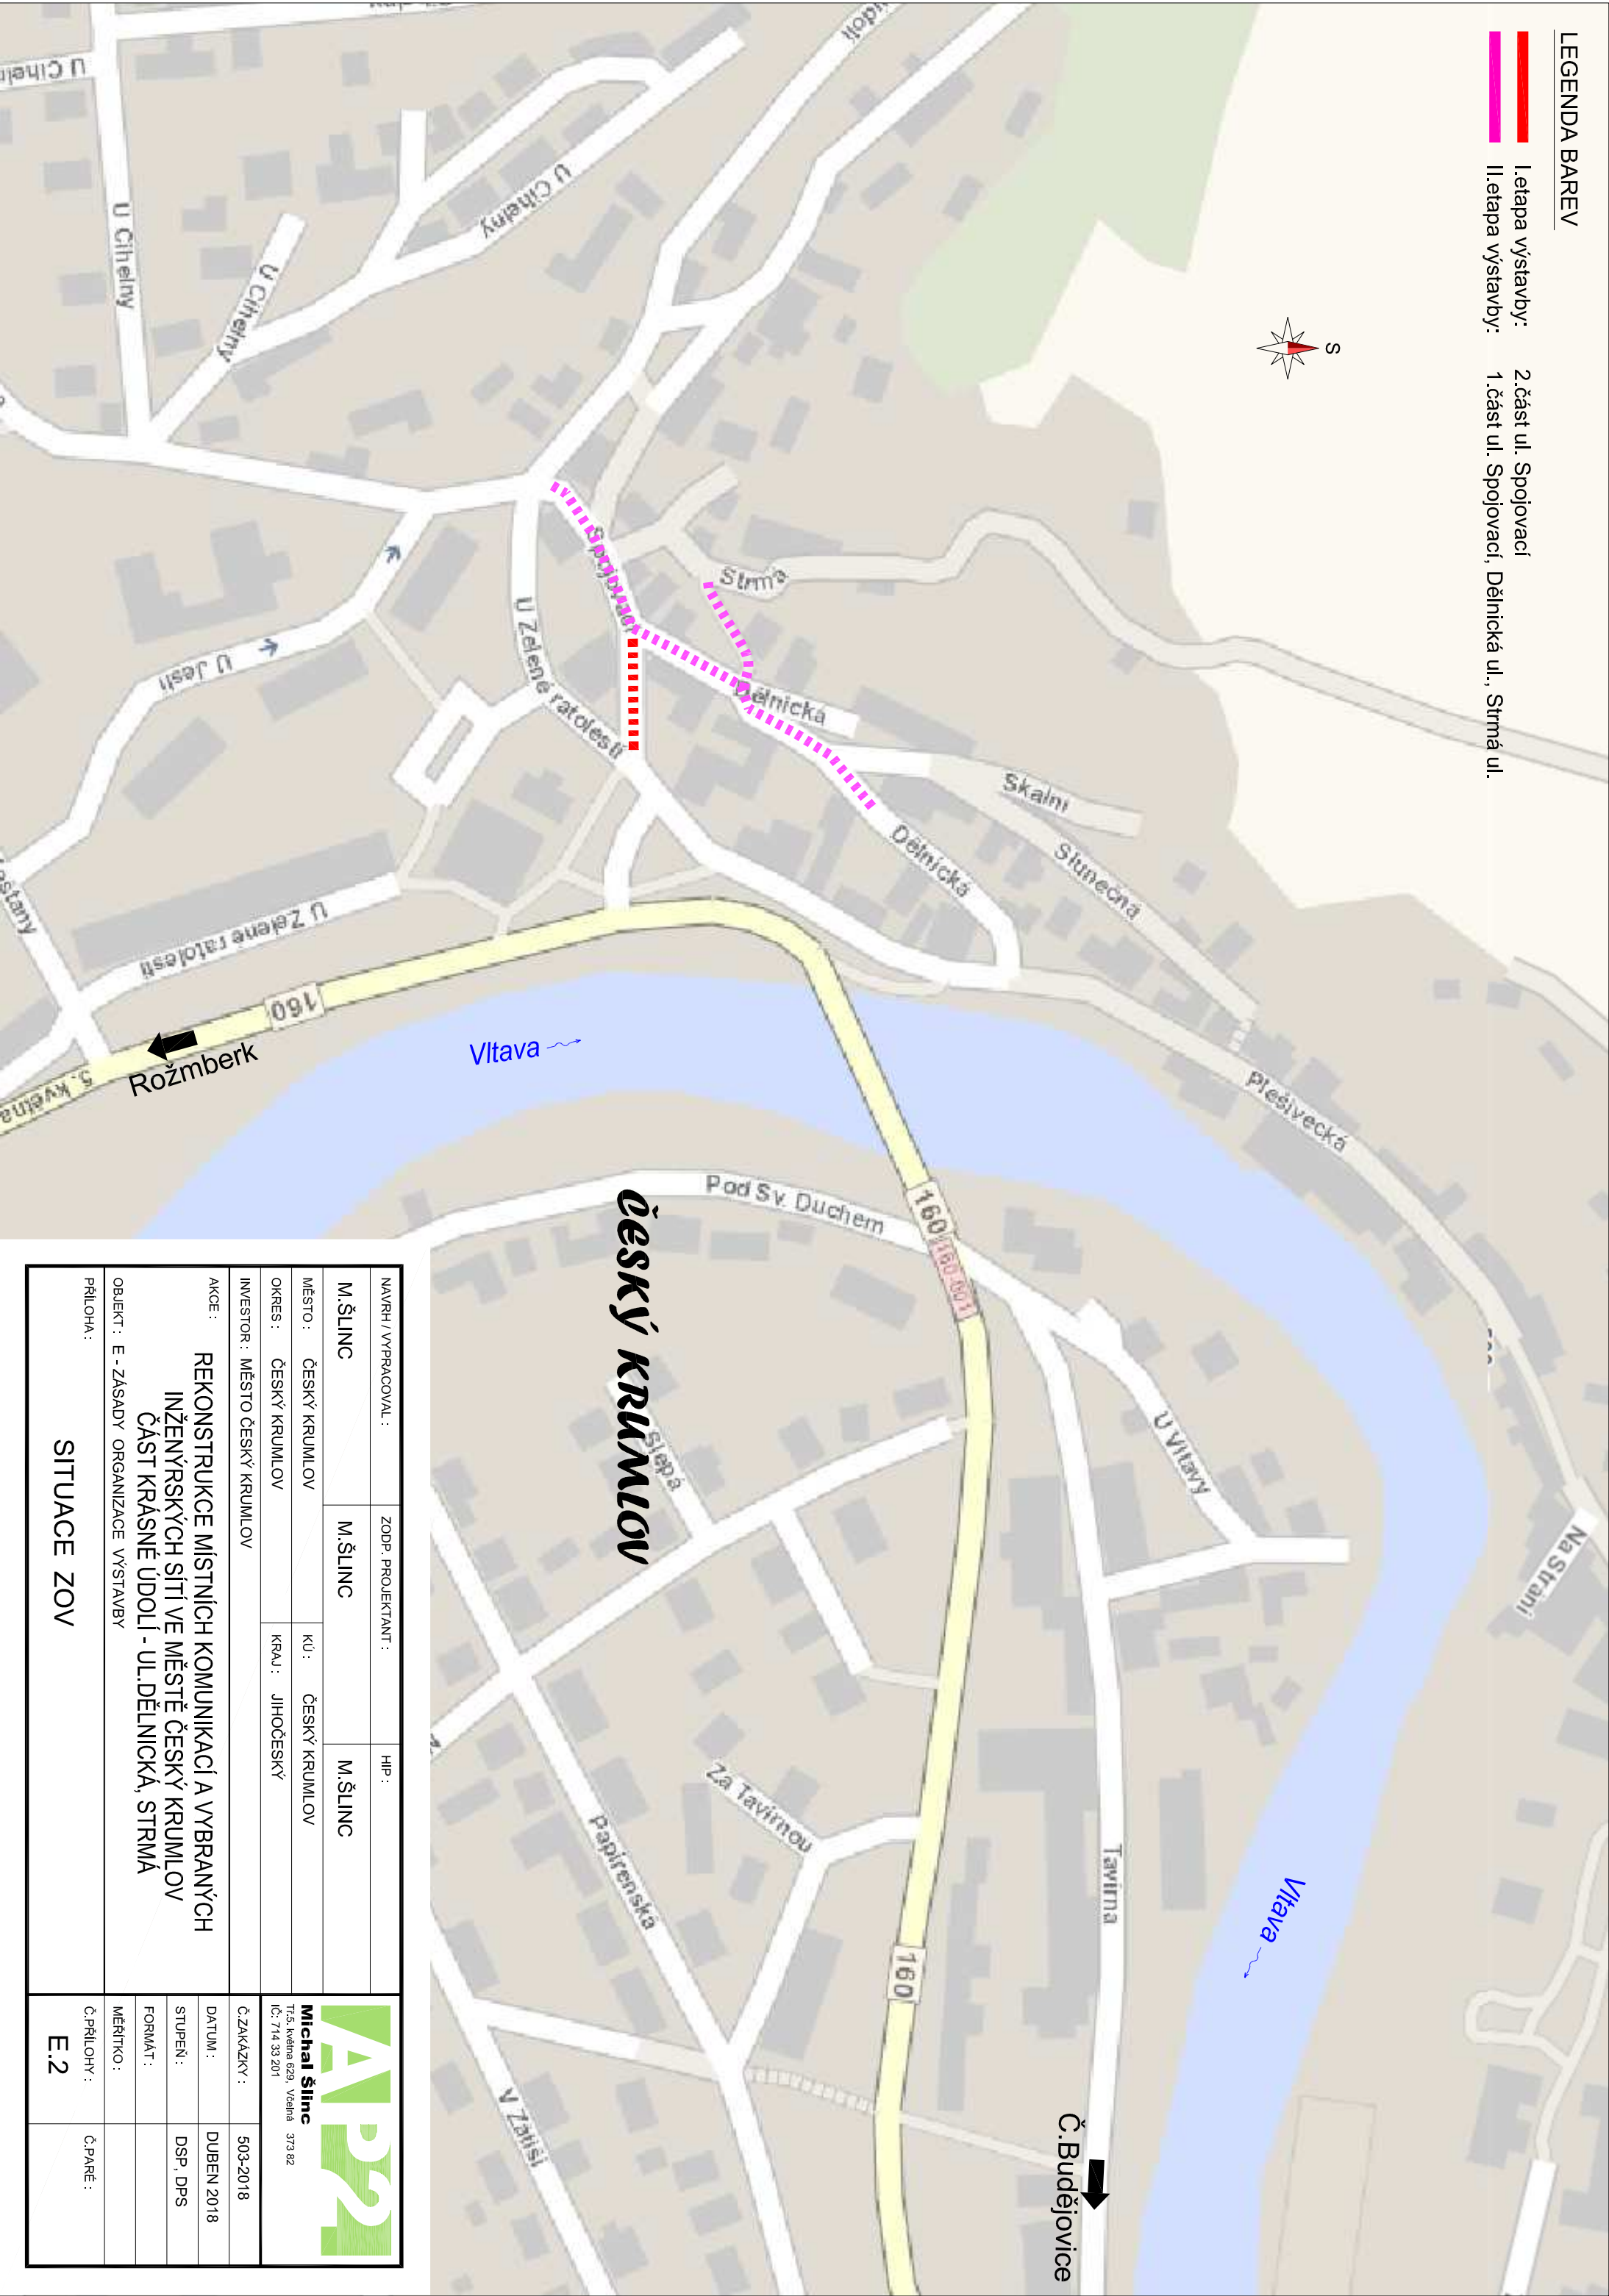 LEGENDA BAREV
I.etapa výstavby: 2.část ul. Spojovací
II.etapa výstavby: 1.část ul. Spojovací, Dělnická ul., Strmá ul.
S
U Cihelny
U Cihelny
U Cihelny
U Cihelny
Spojovací
Strmá
Dělnická
Skalní
Slunečná
Dělnická
U Zelené ratolesti
U Jestř
U Zelené ratolesti
160
Rožmberk
5. května
Vltava
Plešivecká
Pod Sv. Duchem
160
160-001
ČESKÝ KRUMLOV
Slepá
U Vltavy
Na Stráni
Za Tavírnou
Papírenská
Tavírna
Vltava
160
V Zátiší
Č.Budějovice
NAVRH / VYPRACOVAL : ZODP. PROJEKTANT : HIP :
M.ŠLINC M.ŠLINC M.ŠLINC
MĚSTO : ČESKÝ KRUMLOV KÚ : ČESKÝ KRUMLOV
OKRES : ČESKÝ KRUMLOV KRAJ : JIHOČESKÝ
INVESTOR : MĚSTO ČESKÝ KRUMLOV
AKCE : REKONSTRUKCE MÍSTNÍCH KOMUNIKACÍ A VYBRANÝCH
INŽENÝRSKÝCH SÍTÍ VE MĚSTĚ ČESKÝ KRUMLOV
ČÁST KRÁSNÉ ÚDOLÍ - UL.DĚLNICKÁ, STRMÁ
OBJEKT : E - ZÁSADY ORGANIZACE VÝSTAVBY
PŘÍLOHA :
SITUACE ZOV
AP2
Michal Šlinc
Tř.5. května 629, Včelná 373 82
IČ: 714 33 201
Č.ZAKÁZKY : 503-2018
DATUM : DUBEN 2018
STUPEŇ : DSP, DPS
FORMÁT :
MĚŘÍTKO :
Č.PŘÍLOHY : Č.PARÉ :
E.2